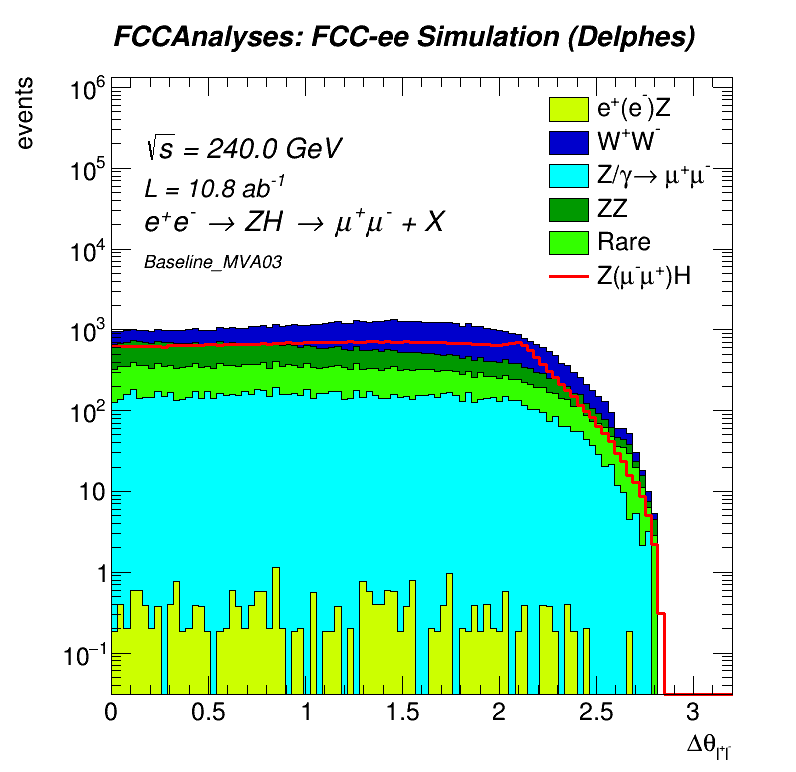 FCCAnalyses: FCC-ee Simulation (Delphes)
events
10⁶
10⁵
10⁴
10³
10²
10
1
10⁻¹
√s = 240.0 GeV
L = 10.8 ab⁻¹
e⁺e⁻ → ZH → μ⁺μ⁻ + X
Baseline_MVA03
e⁺(e⁻)Z
W⁺W⁻
Z/γ→ μ⁺μ⁻
ZZ
Rare
Z(μ⁻μ⁺)H
0 0.5 1 1.5 2 2.5 3
Δθ_l⁺l⁻